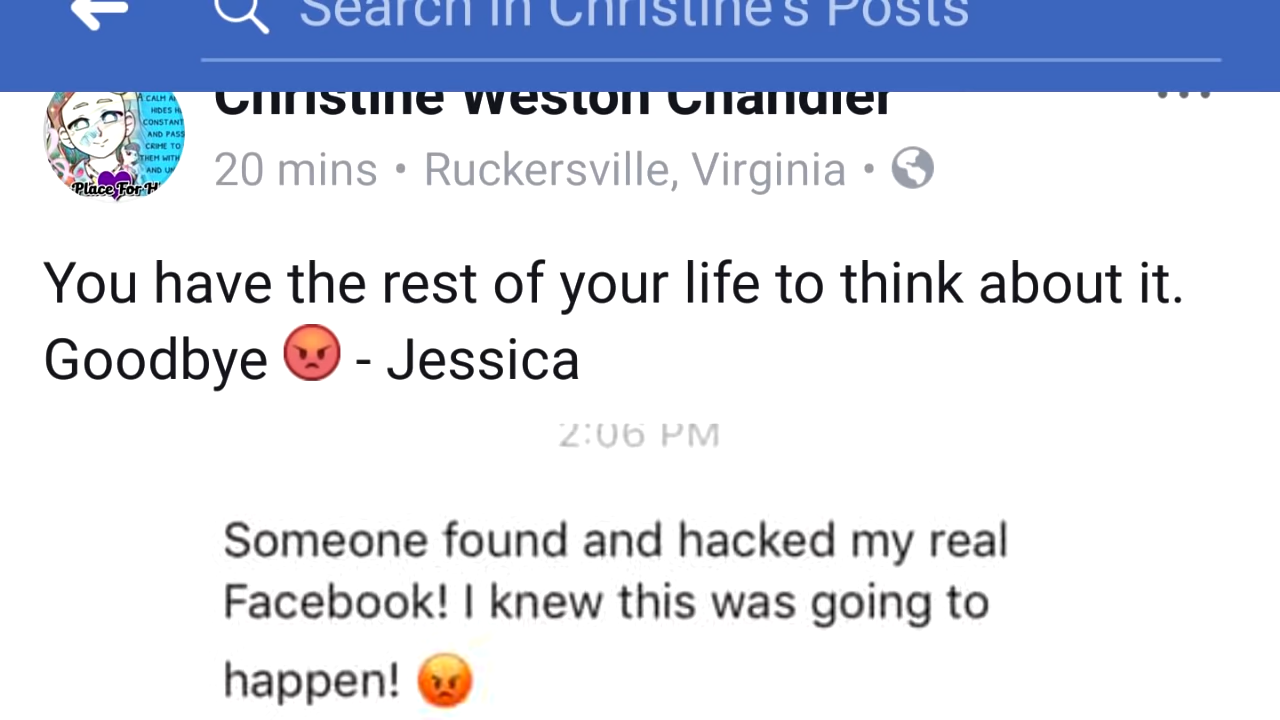 Search in Christine's Posts
Christine Weston Chandler
20 mins • Ruckersville, Virginia •
A CALM
HIDES
CONSTANT
AND PASS
CRIME TO
THEM WITH
AND
Place For
You have the rest of your life to think about it.
Goodbye 😡 - Jessica
2:06 PM
Someone found and hacked my real
Facebook! I knew this was going to
happen! 😡